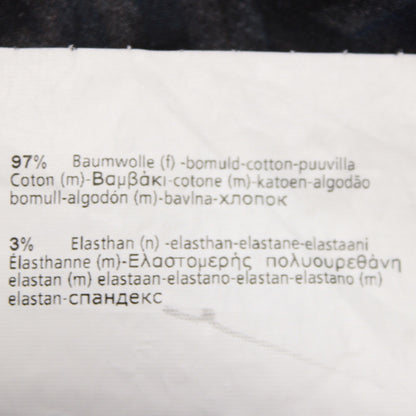 97% Baumwolle (f) -bomuld-cotton-puuvilla
Coton (m)-Βαμβάκι-cotone (m)-katoen-algodão
bomull-algodón (m)-bavlna-хлопок
3% Elasthan (n) -elasthan-elastane-elastaani
Élasthanne (m)-Ελαστομερής πολυουρεθάνη
elastan (m) elastaan-elastano-elastan-elastano (m)
elastan-спандекс